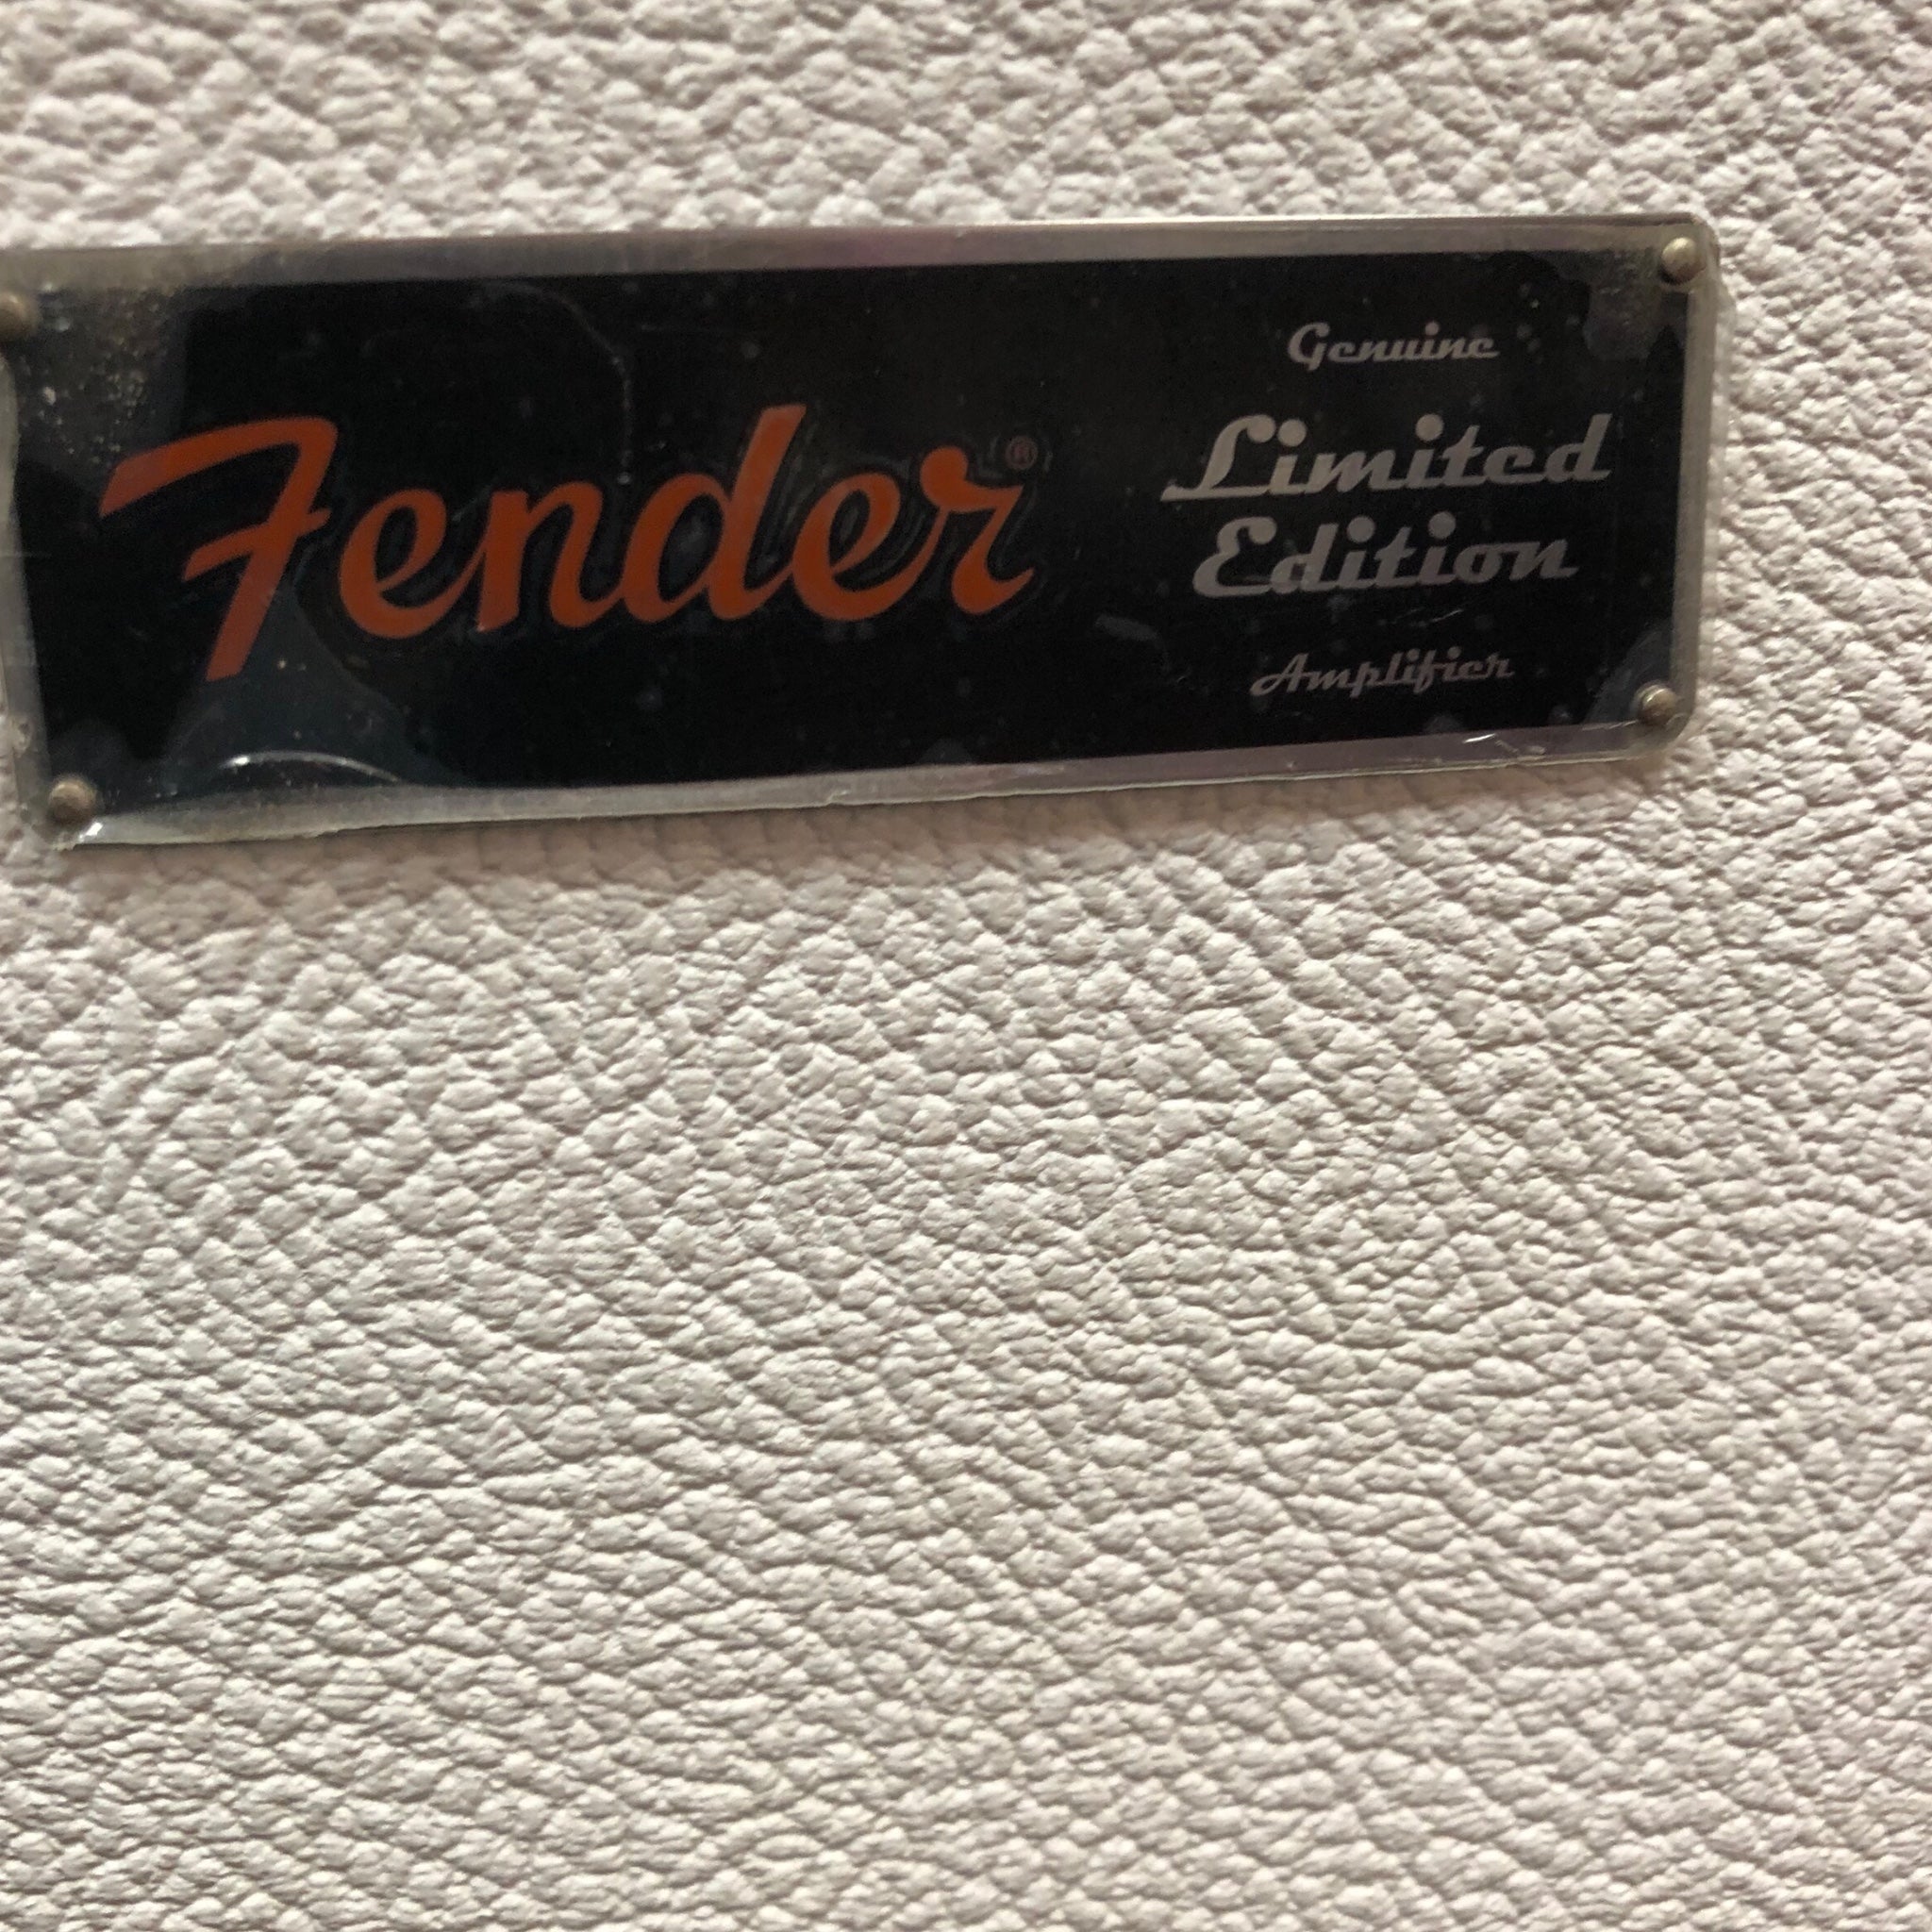 Fender®
Genuine
Limited
Edition
Amplifier